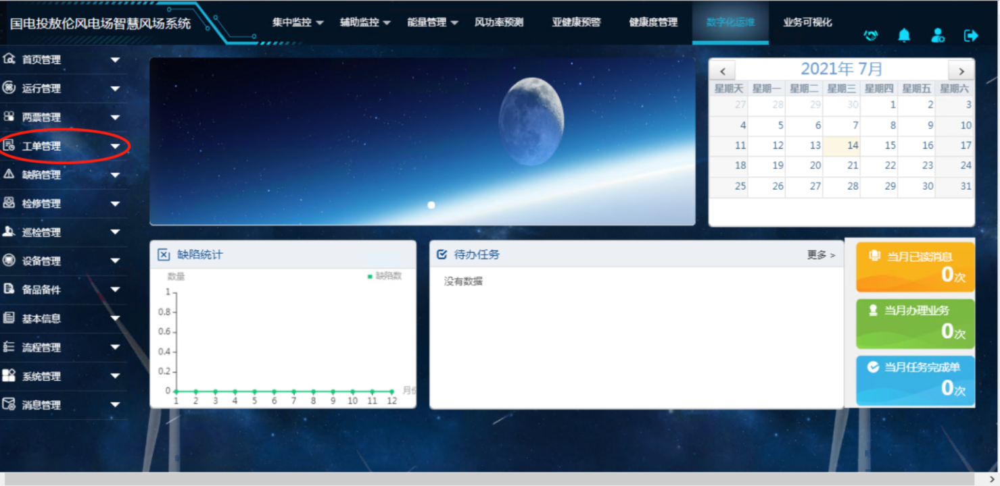 国电投敖伦风电场智慧风场系统
集中监控 辅助监控 能量管理 风功率预测 亚健康预警 健康度管理 数字化运维 业务可视化
首页管理
运行管理
两票管理
工单管理
缺陷管理
检修管理
巡检管理
设备管理
备品备件
基本信息
流程管理
系统管理
消息管理
2021年 7月
星期天 星期一 星期二 星期三 星期四 星期五 星期六
27 28 29 30 1 2 3
4 5 6 7 8 9 10
11 12 13 14 15 16 17
18 19 20 21 22 23 24
25 26 27 28 29 30 31
缺陷统计
数量
缺陷数
1
0.8
0.6
0.4
0.2
0
月份
1 2 3 4 5 6 7 8 9 10 11 12
待办任务
更多 >
没有数据
当月已读消息
0次
当月办理业务
0次
当月任务完成单
0次